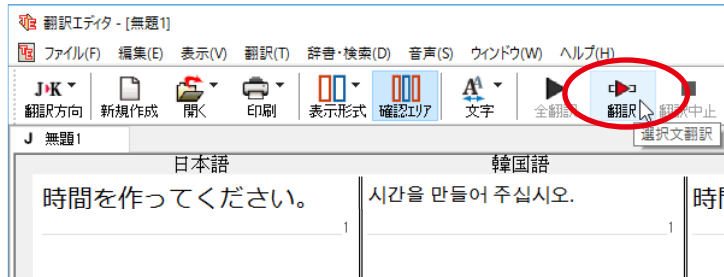 翻訳エディタ - [無題1]
ファイル(F) 編集(E) 表示(V) 翻訳(T) 辞書・検索(D) 音声(S) ウィンドウ(W) ヘルプ(H)
J▸K
翻訳方向 新規作成 開く 印刷 表示形式 確認エリア 文字 全翻訳 翻訳 翻訳中止
選択文翻訳
J 無題1
日本語 韓国語
時間を作ってください。 시간을 만들어 주십시오. 時
1 1